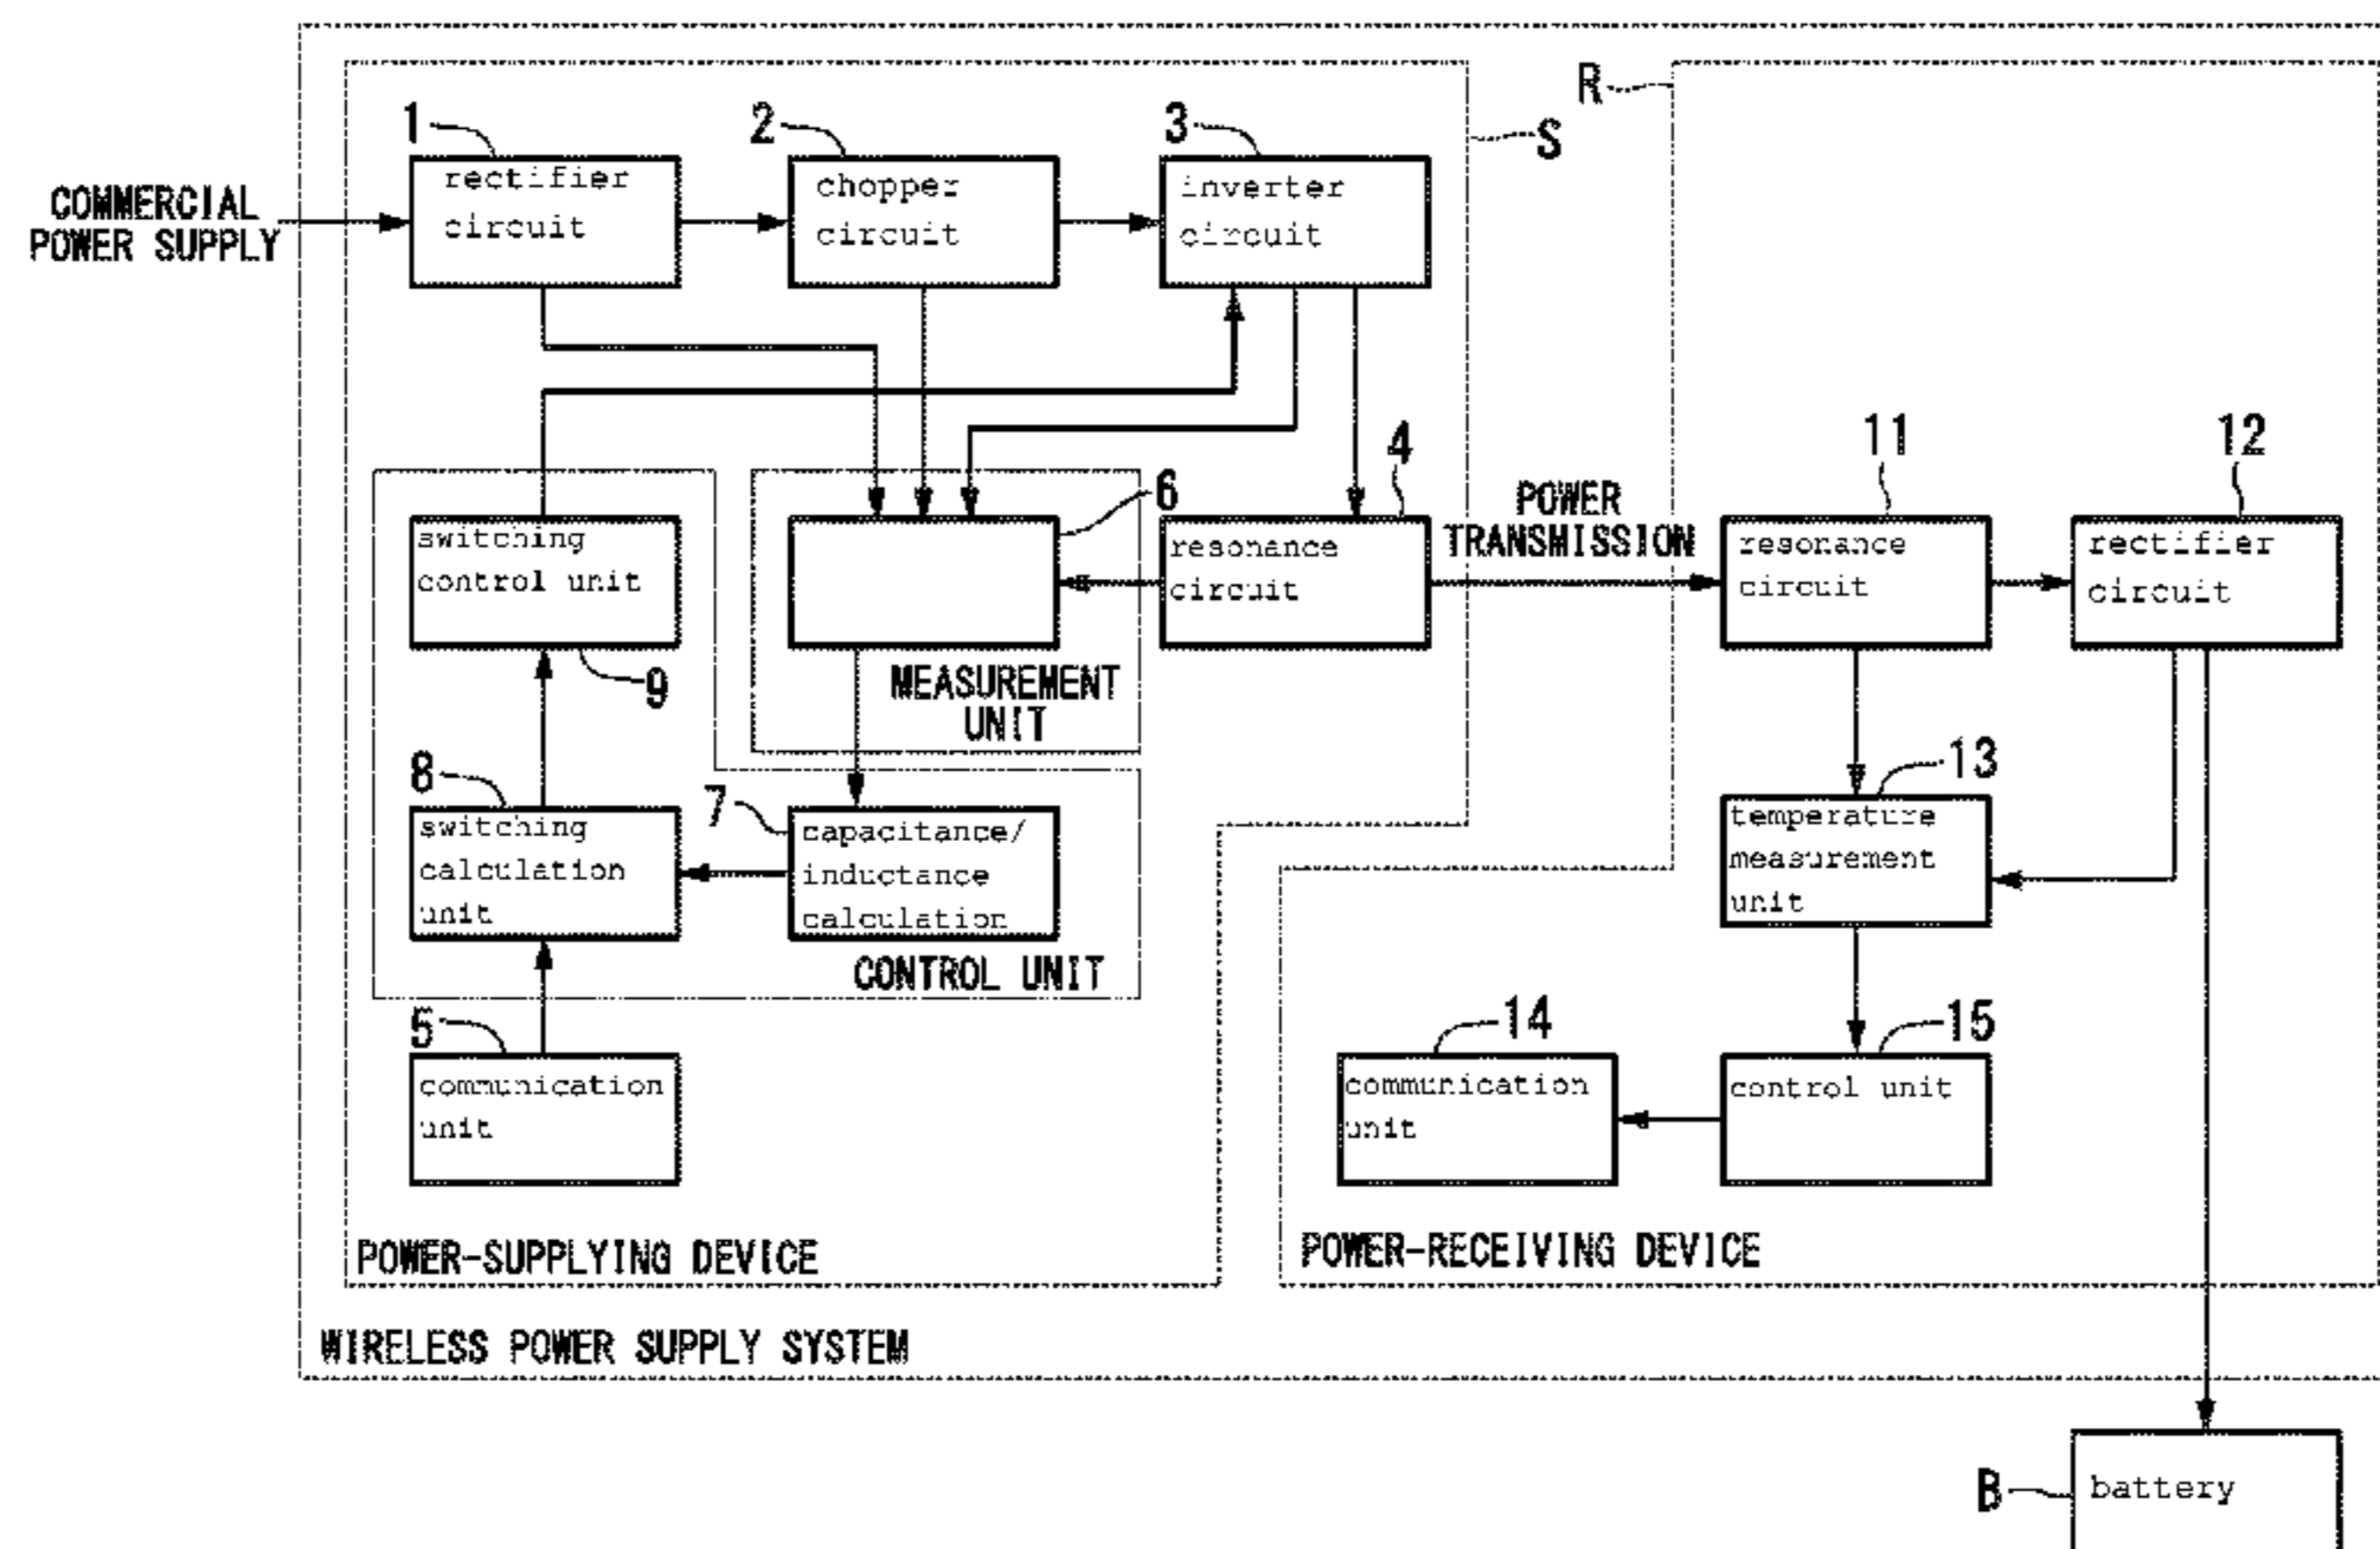 R
S
1
2
3
COMMERCIAL
POWER SUPPLY
rectifier
circuit
chopper
circuit
inverter
circuit
4
6
POWER
TRANSMISSION
11
12
switching
control unit
9
resonance
circuit
resonance
circuit
rectifier
circuit
MEASUREMENT
UNIT
8
7
13
switching
calculation
unit
capacitance/
inductance
calculation
temperature
measurement
unit
CONTROL UNIT
5
14
15
communication
unit
communication
unit
control unit
POWER-SUPPLYING DEVICE
POWER-RECEIVING DEVICE
WIRELESS POWER SUPPLY SYSTEM
B
battery